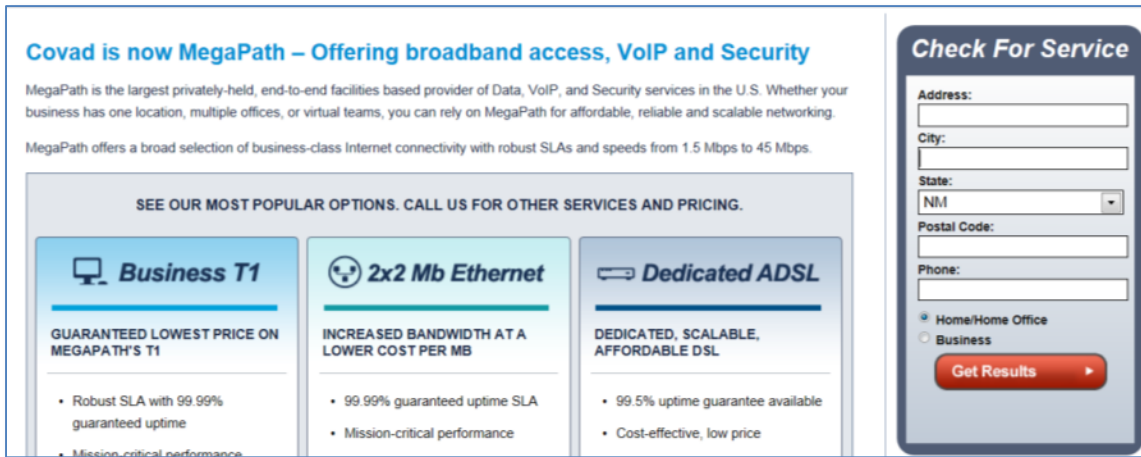 Covad is now MegaPath – Offering broadband access, VoIP and Security
MegaPath is the largest privately-held, end-to-end facilities based provider of Data, VoIP, and Security services in the U.S. Whether your
business has one location, multiple offices, or virtual teams, you can rely on MegaPath for affordable, reliable and scalable networking.
MegaPath offers a broad selection of business-class Internet connectivity with robust SLAs and speeds from 1.5 Mbps to 45 Mbps.
SEE OUR MOST POPULAR OPTIONS. CALL US FOR OTHER SERVICES AND PRICING.
Business T1
GUARANTEED LOWEST PRICE ON
MEGAPATH'S T1
• Robust SLA with 99.99%
guaranteed uptime
• Mission-critical performance
2x2 Mb Ethernet
INCREASED BANDWIDTH AT A
LOWER COST PER MB
• 99.99% guaranteed uptime SLA
• Mission-critical performance
Dedicated ADSL
DEDICATED, SCALABLE,
AFFORDABLE DSL
• 99.5% uptime guarantee available
• Cost-effective, low price
Check For Service
Address:
City:
State:
NM
Postal Code:
Phone:
Home/Home Office
Business
Get Results